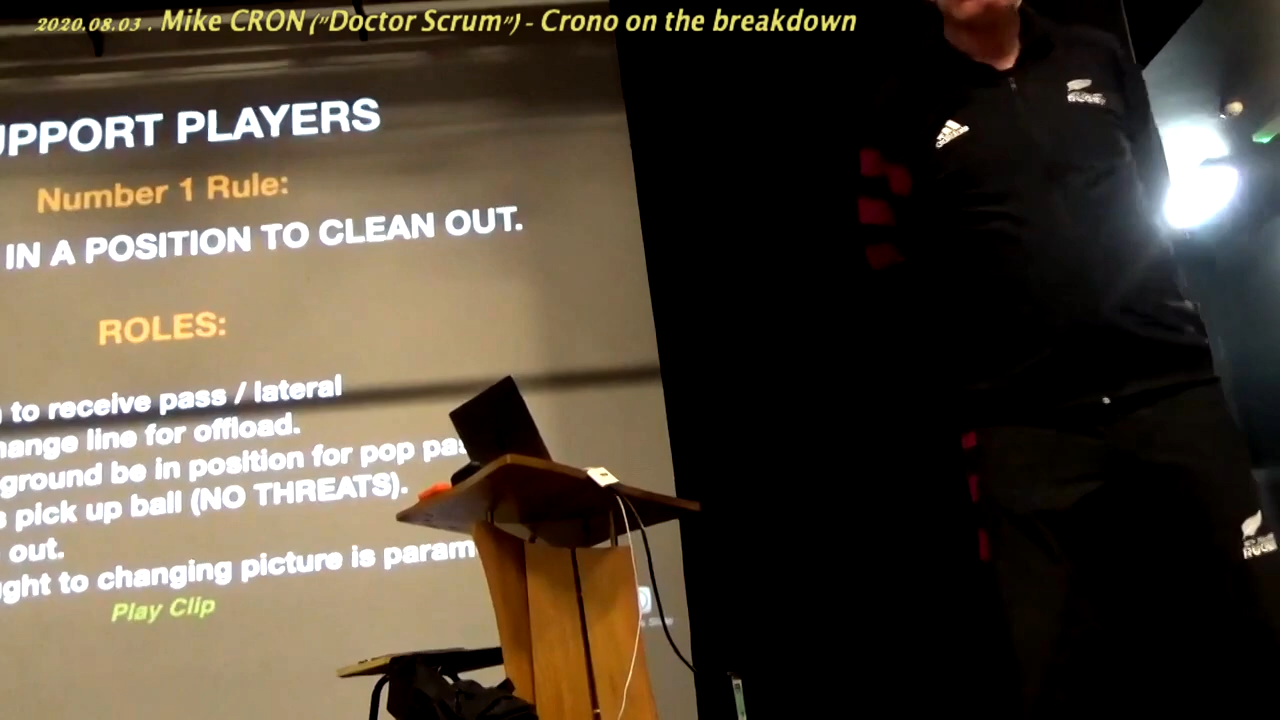 2020.08.03 . Mike CRON ("Doctor Scrum") - Crono on the breakdown
UPPORT PLAYERS
Number 1 Rule:
IN A POSITION TO CLEAN OUT.
ROLES:
to receive pass / lateral
hange line for offload.
ground be in position for pop pas
s pick up ball (NO THREATS).
out.
ght to changing picture is param
Play Clip
adidas